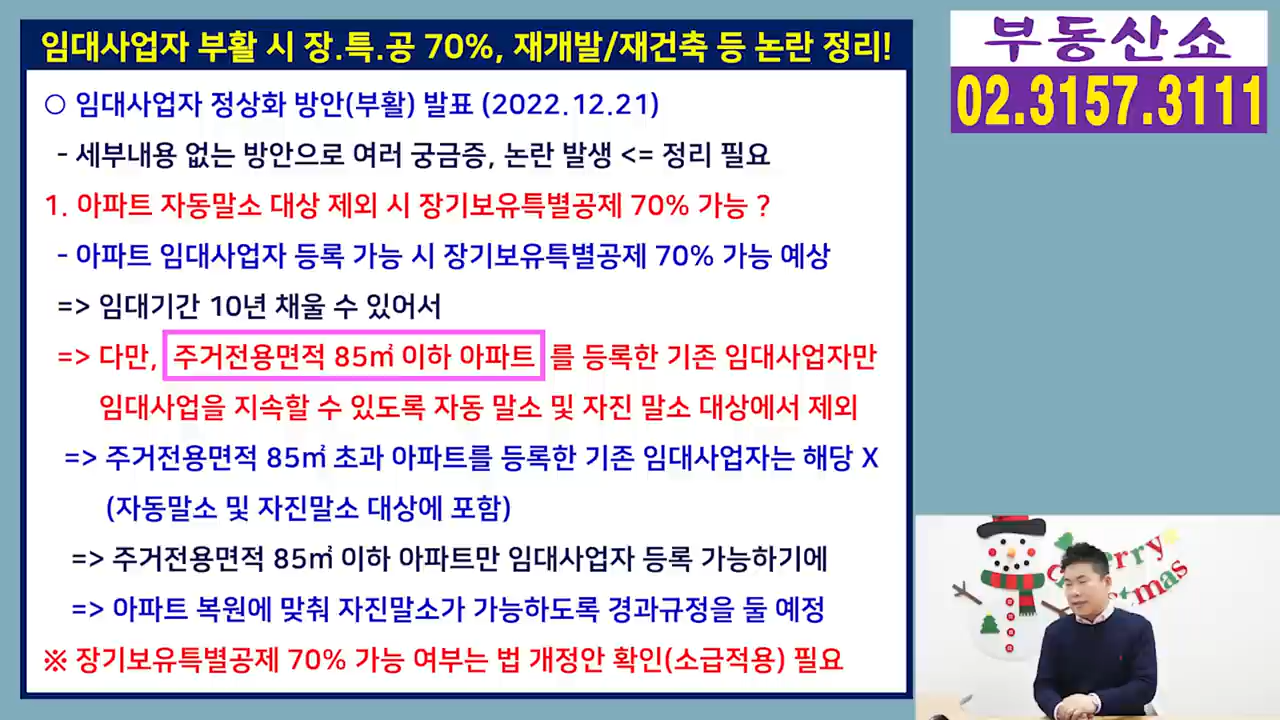 임대사업자 부활 시 장.특.공 70%, 재개발/재건축 등 논란 정리!
부동산쇼
02.3157.3111
○ 임대사업자 정상화 방안(부활) 발표 (2022.12.21)
- 세부내용 없는 방안으로 여러 궁금증, 논란 발생 <= 정리 필요
1. 아파트 자동말소 대상 제외 시 장기보유특별공제 70% 가능 ?
- 아파트 임대사업자 등록 가능 시 장기보유특별공제 70% 가능 예상
=> 임대기간 10년 채울 수 있어서
=> 다만, 주거전용면적 85㎡ 이하 아파트 를 등록한 기존 임대사업자만
임대사업을 지속할 수 있도록 자동 말소 및 자진 말소 대상에서 제외
=> 주거전용면적 85㎡ 초과 아파트를 등록한 기존 임대사업자는 해당 X
(자동말소 및 자진말소 대상에 포함)
=> 주거전용면적 85㎡ 이하 아파트만 임대사업자 등록 가능하기에
=> 아파트 복원에 맞춰 자진말소가 가능하도록 경과규정을 둘 예정
※ 장기보유특별공제 70% 가능 여부는 법 개정안 확인(소급적용) 필요